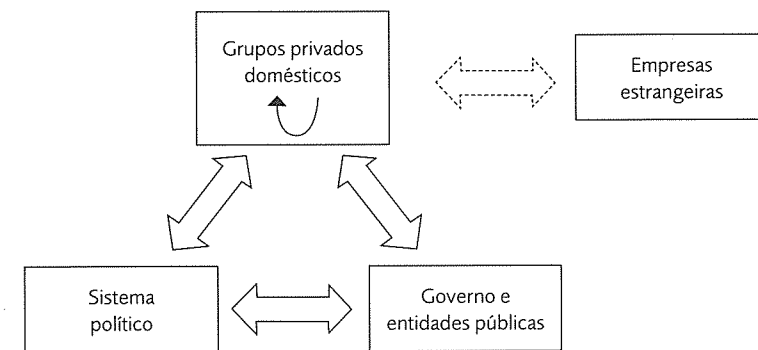 Grupos privados
domésticos
Empresas
estrangeiras
Sistema
político
Governo e
entidades públicas